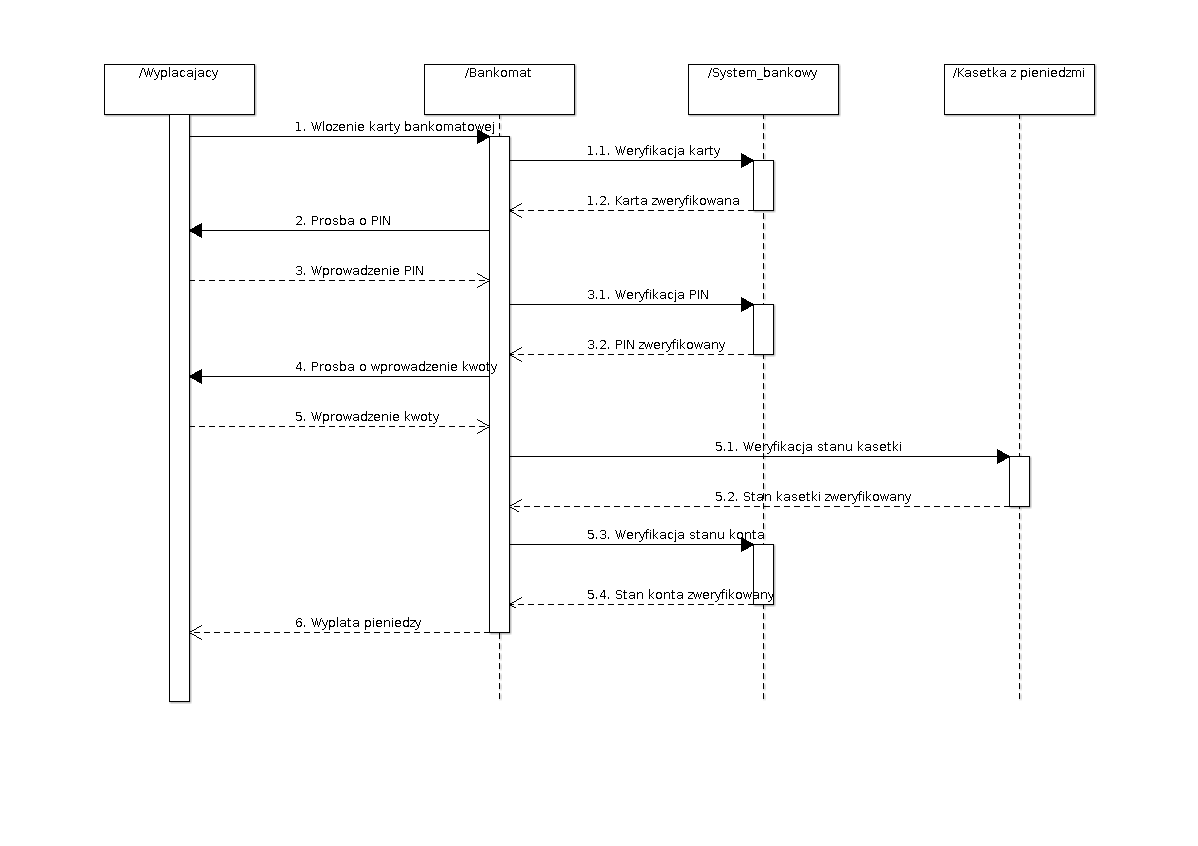 /Wyplacajacy
/Bankomat
/System_bankowy
/Kasetka z pieniedzmi
1. Wlozenie karty bankomatowej
1.1. Weryfikacja karty
1.2. Karta zweryfikowana
2. Prosba o PIN
3. Wprowadzenie PIN
3.1. Weryfikacja PIN
3.2. PIN zweryfikowany
4. Prosba o wprowadzenie kwoty
5. Wprowadzenie kwoty
5.1. Weryfikacja stanu kasetki
5.2. Stan kasetki zweryfikowany
5.3. Weryfikacja stanu konta
5.4. Stan konta zweryfikowany
6. Wyplata pieniedzy